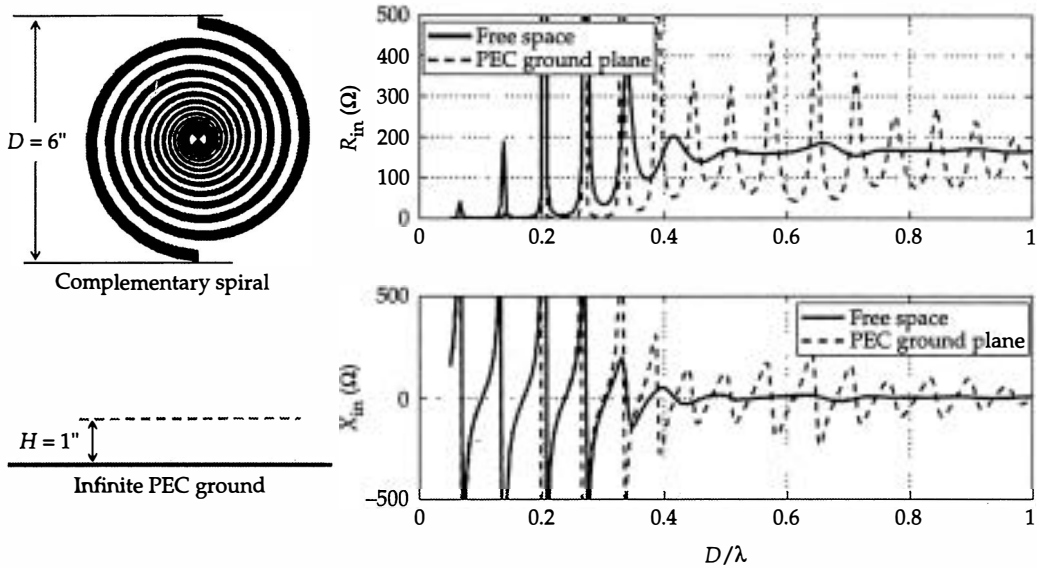 D = 6"
Complementary spiral
H = 1"
Infinite PEC ground
R_in (Ω)
500
400
300
200
100
0
Free space
PEC ground plane
0
0.2
0.4
0.6
0.8
1
X_in (Ω)
500
0
–500
Free space
PEC ground plane
0
0.2
0.4
0.6
0.8
1
D/λ